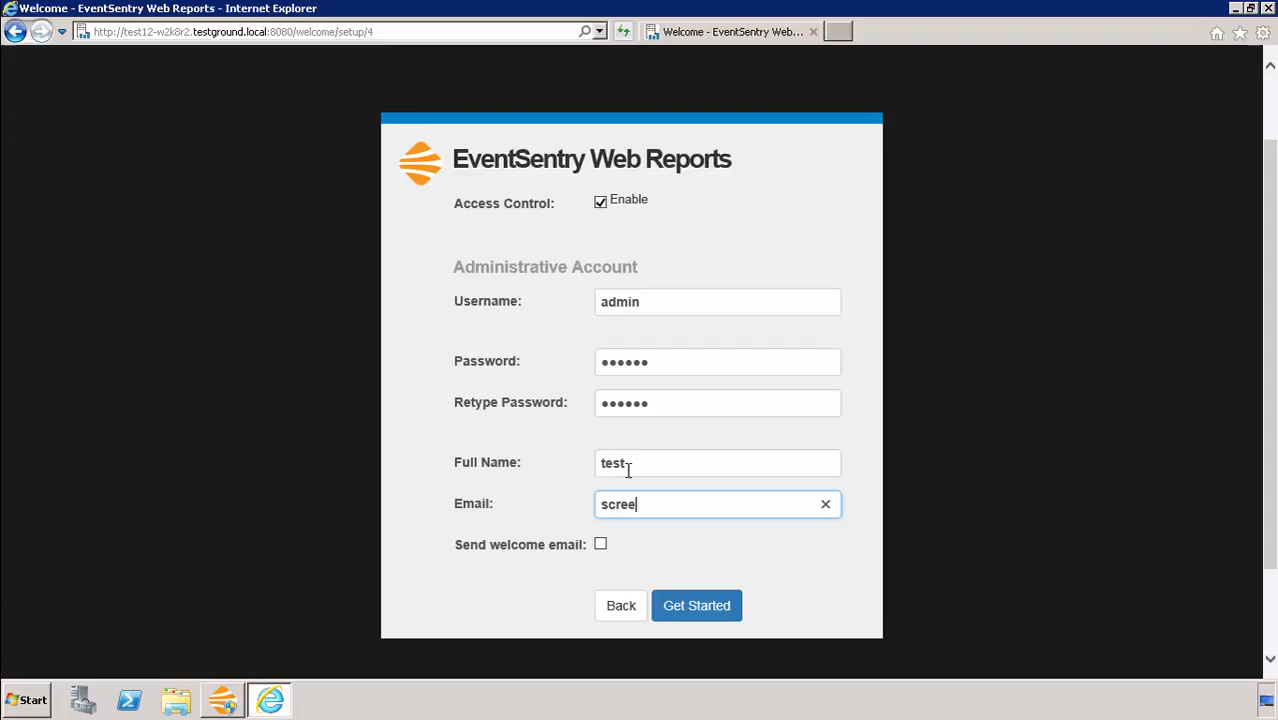 Welcome - EventSentry Web Reports - Internet Explorer
http://test12-w2k8r2.testground.local:8080/welcome/setup/4
Welcome - EventSentry Web...
EventSentry Web Reports
Access Control: Enable
Administrative Account
Username: admin
Password: ••••••
Retype Password: ••••••
Full Name: test
Email: scree
Send welcome email:
Back Get Started
Start